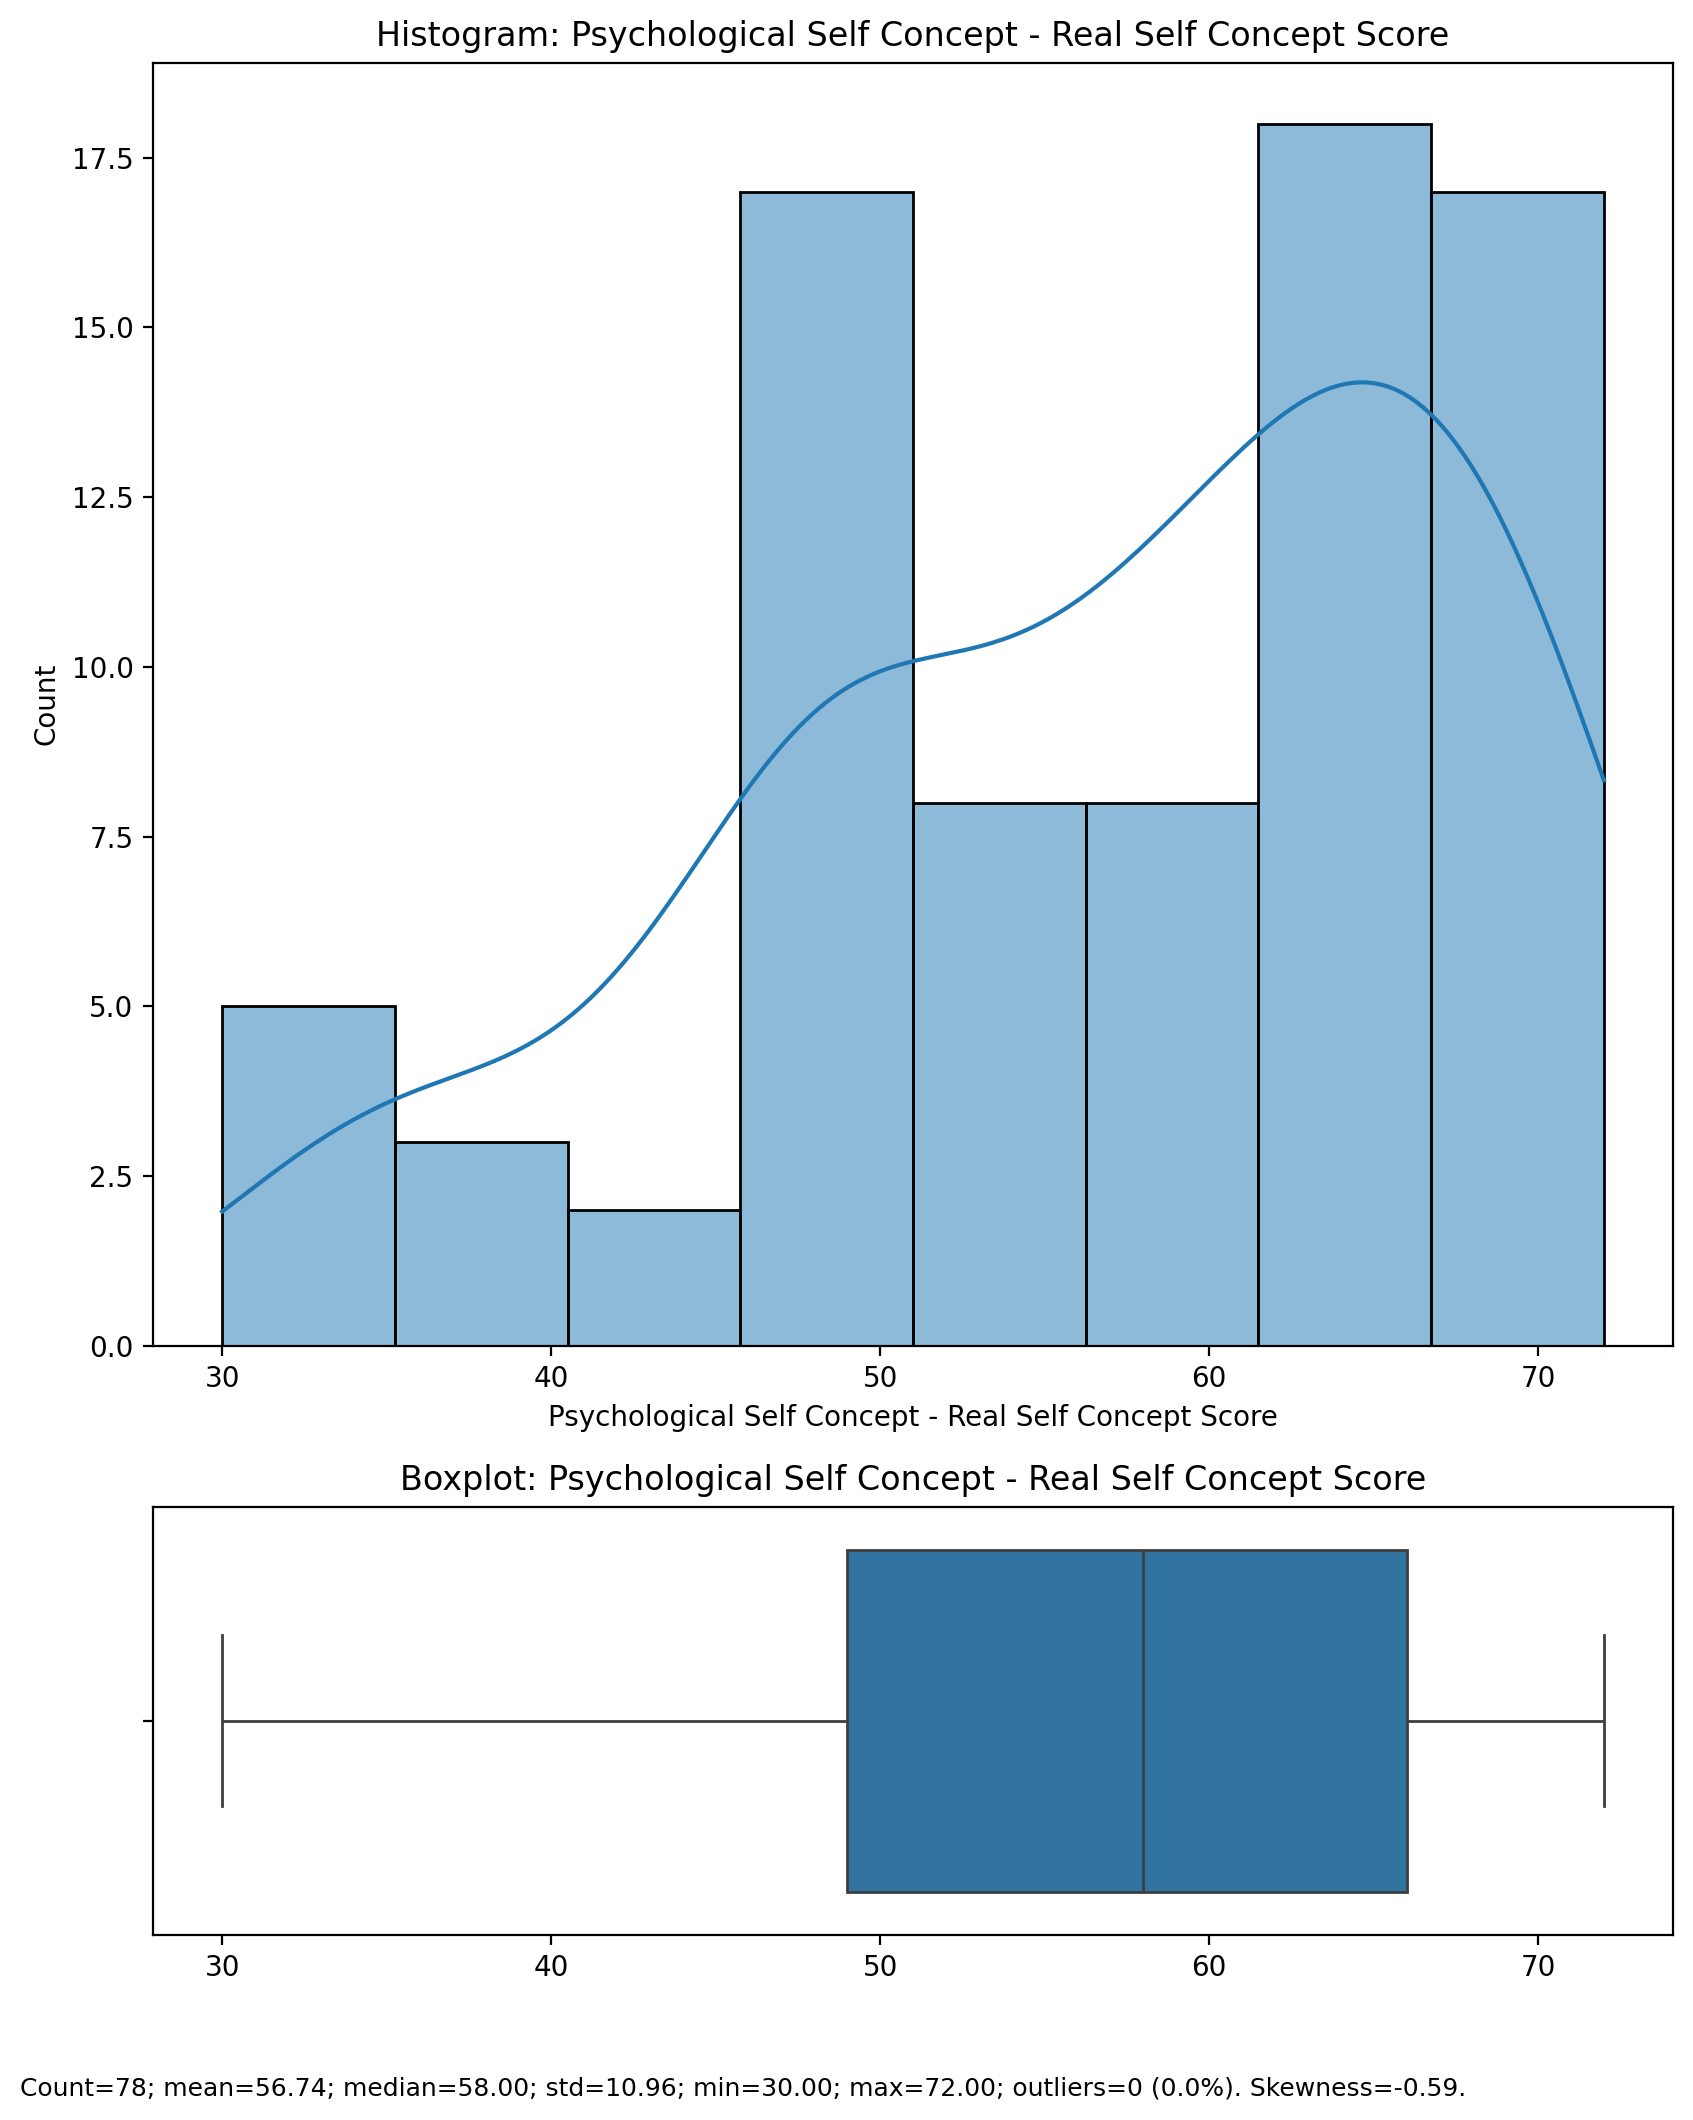 Histogram: Psychological Self Concept - Real Self Concept Score
17.5
15.0
12.5
10.0
7.5
5.0
2.5
0.0
Count
30 40 50 60 70
Psychological Self Concept - Real Self Concept Score
Boxplot: Psychological Self Concept - Real Self Concept Score
30 40 50 60 70
Count=78; mean=56.74; median=58.00; std=10.96; min=30.00; max=72.00; outliers=0 (0.0%). Skewness=-0.59.